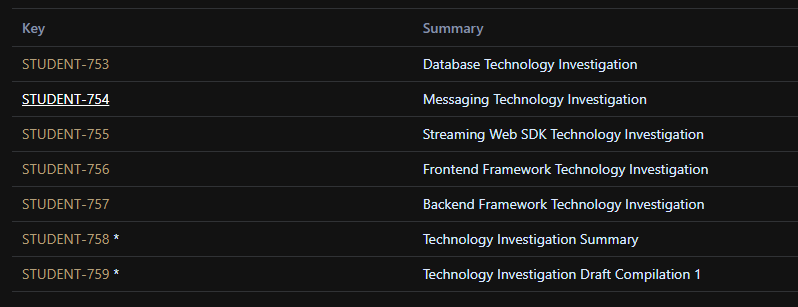 Key Summary
STUDENT-753 Database Technology Investigation
STUDENT-754 Messaging Technology Investigation
STUDENT-755 Streaming Web SDK Technology Investigation
STUDENT-756 Frontend Framework Technology Investigation
STUDENT-757 Backend Framework Technology Investigation
STUDENT-758 * Technology Investigation Summary
STUDENT-759 * Technology Investigation Draft Compilation 1